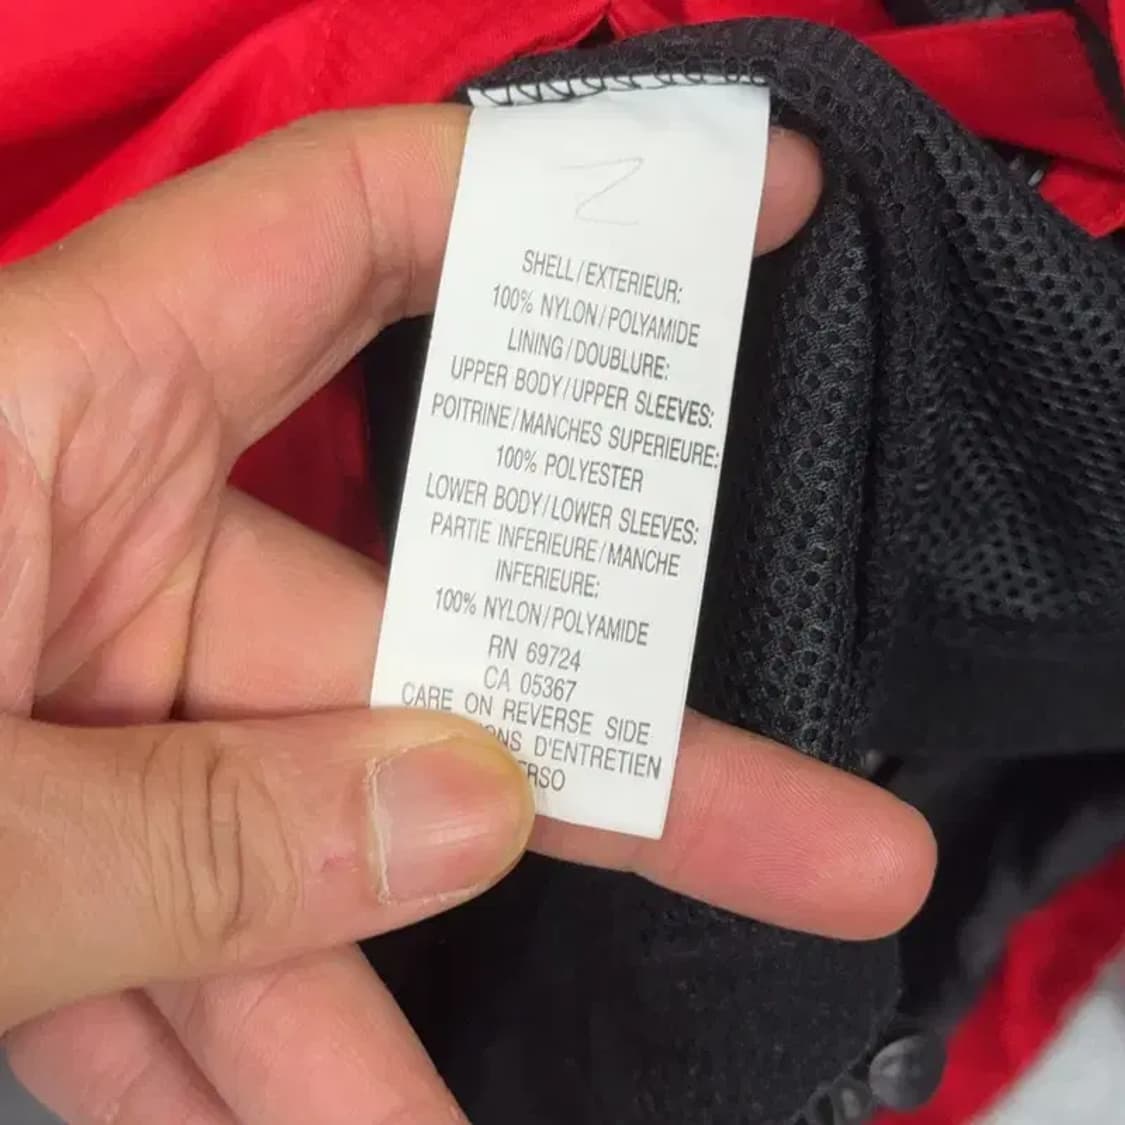 SHELL/EXTERIEUR:
100% NYLON/POLYAMIDE
LINING/DOUBLURE:
UPPER BODY/UPPER SLEEVES:
POITRINE/MANCHES SUPERIEURE:
100% POLYESTER
LOWER BODY/LOWER SLEEVES:
PARTIE INFERIEURE/MANCHE
INFERIEURE:
100% NYLON/POLYAMIDE
RN 69724
CA 05367
CARE ON REVERSE SIDE
D'ENTRETIEN